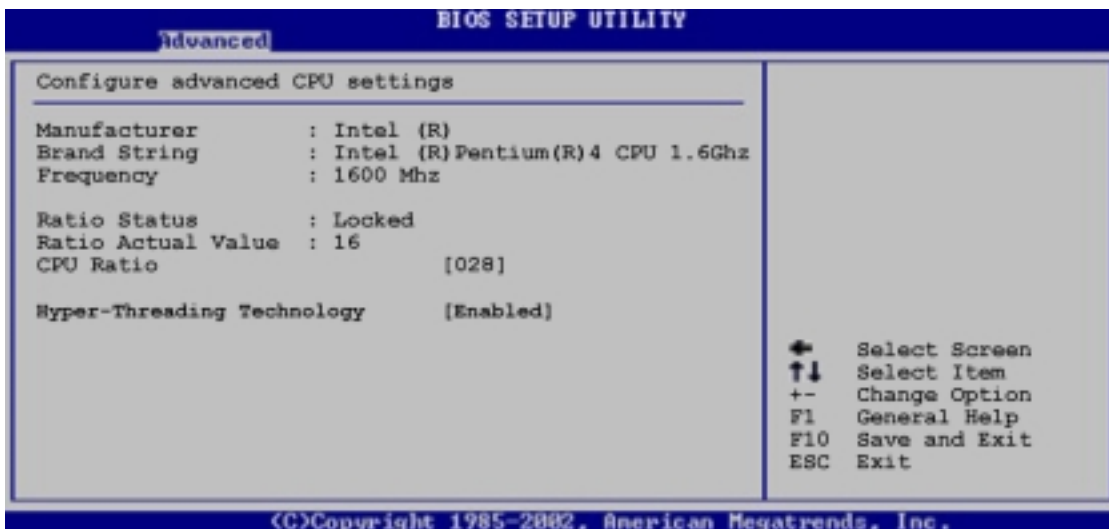 BIOS SETUP UTILITY
Advanced
Configure advanced CPU settings
Manufacturer : Intel (R)
Brand String : Intel (R)Pentium(R)4 CPU 1.6Ghz
Frequency : 1600 Mhz
Ratio Status : Locked
Ratio Actual Value : 16
CPU Ratio [028]
Hyper-Threading Technology [Enabled]
← Select Screen
↑↓ Select Item
+- Change Option
F1 General Help
F10 Save and Exit
ESC Exit
(C)Copyright 1985-2002, American Megatrends, Inc.